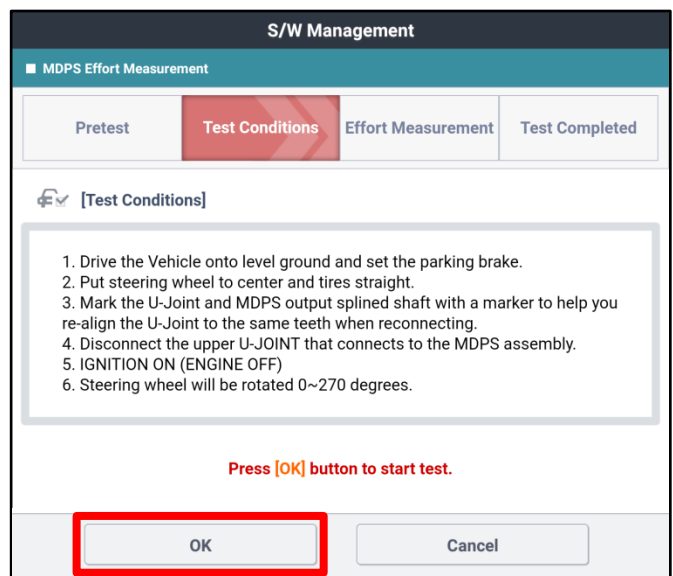 S/W Management
MDPS Effort Measurement
Pretest
Test Conditions
Effort Measurement
Test Completed
[Test Conditions]
1. Drive the Vehicle onto level ground and set the parking brake.
2. Put steering wheel to center and tires straight.
3. Mark the U-Joint and MDPS output splined shaft with a marker to help you
re-align the U-Joint to the same teeth when reconnecting.
4. Disconnect the upper U-JOINT that connects to the MDPS assembly.
5. IGNITION ON (ENGINE OFF)
6. Steering wheel will be rotated 0~270 degrees.
Press [OK] button to start test.
OK
Cancel